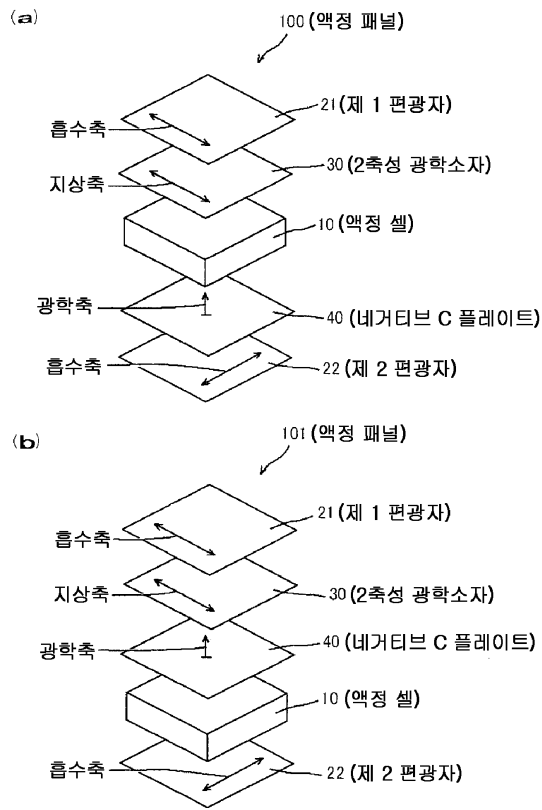 (a)
100 (액정 패널)
21 (제 1 편광자)
흡수축
30 (2축성 광학소자)
지상축
10 (액정 셀)
광학축
40 (네거티브 C 플레이트)
흡수축
22 (제 2 편광자)
(b)
101 (액정 패널)
21 (제 1 편광자)
흡수축
지상축
30 (2축성 광학소자)
광학축
40 (네거티브 C 플레이트)
10 (액정 셀)
흡수축
22 (제 2 편광자)